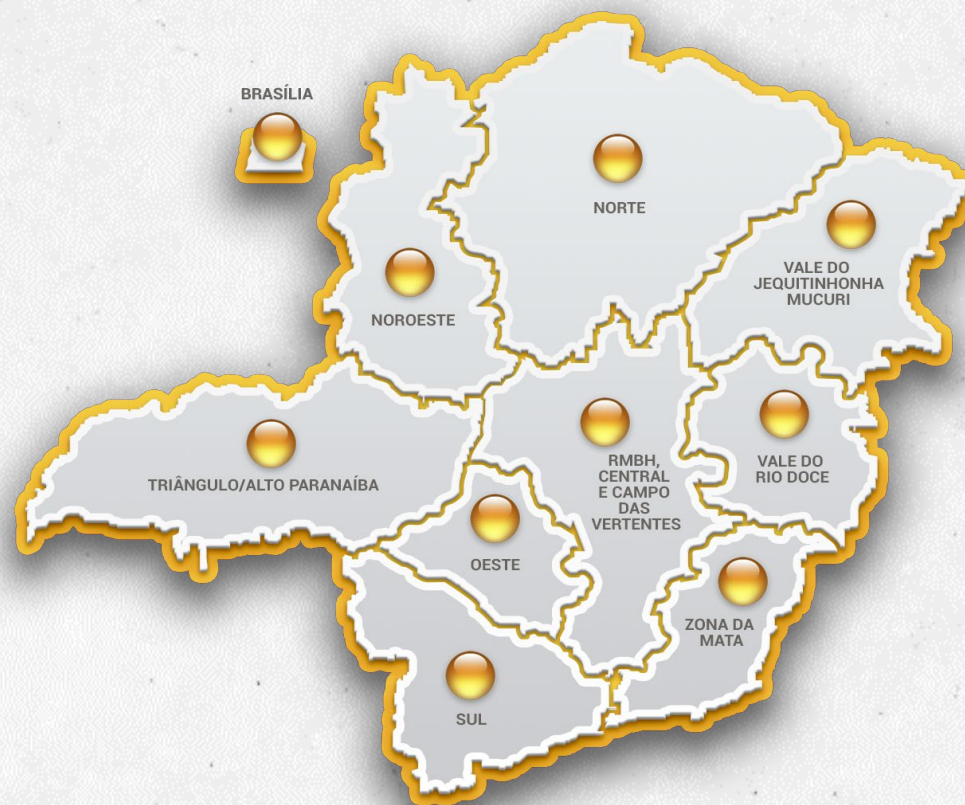 BRASÍLIA
NORTE
VALE DO
JEQUITINHONHA
MUCURI
NOROESTE
TRIÂNGULO/ALTO PARANAÍBA
RMBH,
CENTRAL
E CAMPO
DAS
VERTENTES
VALE DO
RIO DOCE
OESTE
ZONA DA
MATA
SUL